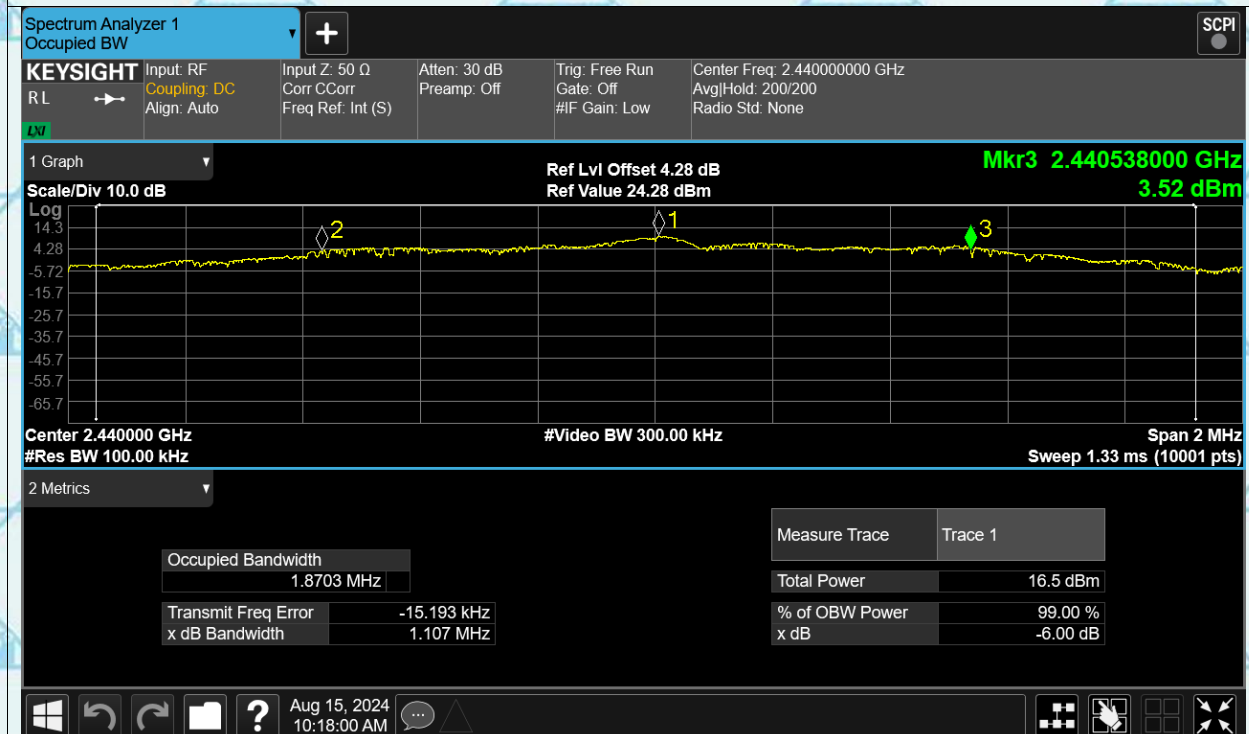 Spectrum Analyzer 1
Occupied BW
+
SCPI
KEYSIGHT
RL
LXI
Input: RF
Coupling: DC
Align: Auto
Input Z: 50 Ω
Corr CCorr
Freq Ref: Int (S)
Atten: 30 dB
Preamp: Off
Trig: Free Run
Gate: Off
#IF Gain: Low
Center Freq: 2.440000000 GHz
Avg|Hold: 200/200
Radio Std: None
1 Graph
Scale/Div 10.0 dB
Ref Lvl Offset 4.28 dB
Ref Value 24.28 dBm
Mkr3 2.440538000 GHz
3.52 dBm
Log
14.3
4.28
-5.72
-15.7
-25.7
-35.7
-45.7
-55.7
-65.7
2
1
3
Center 2.440000 GHz
#Res BW 100.00 kHz
#Video BW 300.00 kHz
Span 2 MHz
Sweep 1.33 ms (10001 pts)
2 Metrics
Occupied Bandwidth
1.8703 MHz
Transmit Freq Error -15.193 kHz
x dB Bandwidth 1.107 MHz
Measure Trace Trace 1
Total Power 16.5 dBm
% of OBW Power 99.00 %
x dB -6.00 dB
?
Aug 15, 2024
10:18:00 AM